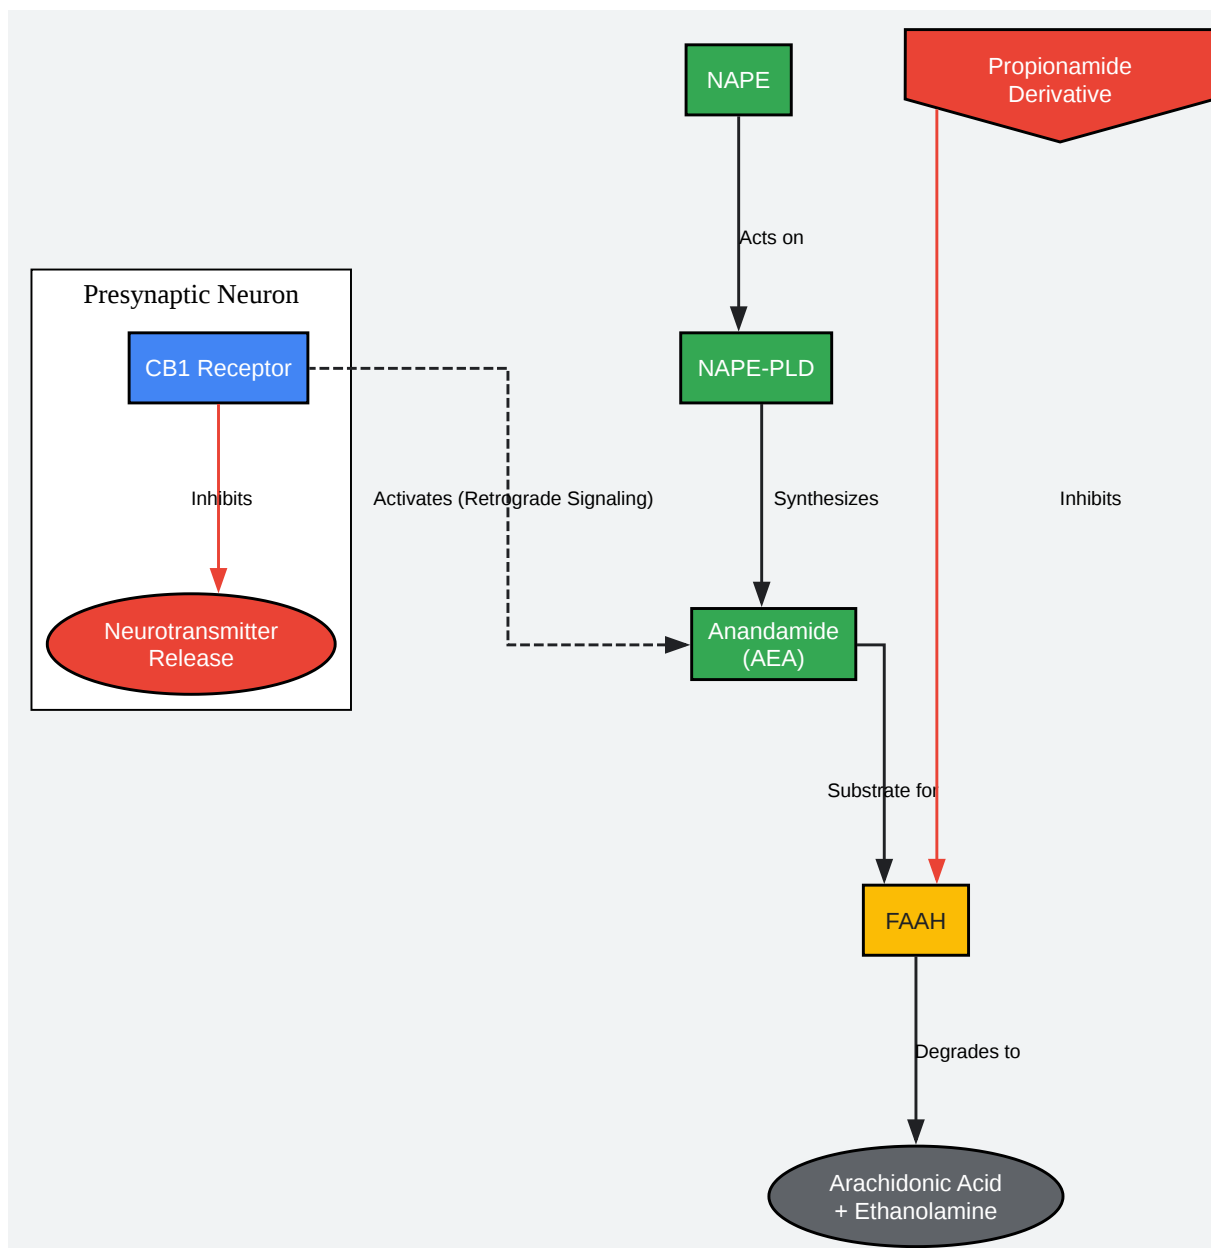 NAPE
Propionamide
Derivative
Acts on
Presynaptic Neuron
CB1 Receptor
NAPE-PLD
Inhibits
Activates (Retrograde Signaling)
Synthesizes
Inhibits
Neurotransmitter
Release
Anandamide
(AEA)
Substrate for
FAAH
Degrades to
Arachidonic Acid
+ Ethanolamine